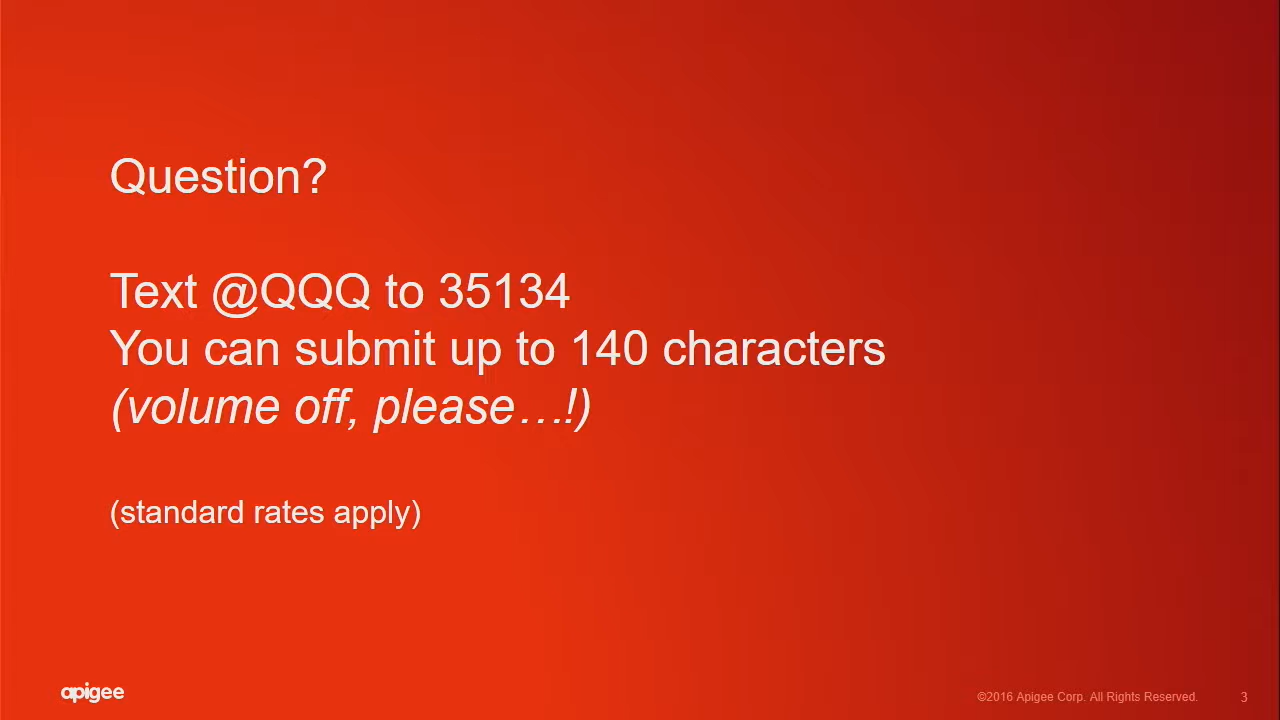 Question?
Text @QQQ to 35134
You can submit up to 140 characters
(volume off, please…!)
(standard rates apply)
apigee
©2016 Apigee Corp. All Rights Reserved.
3